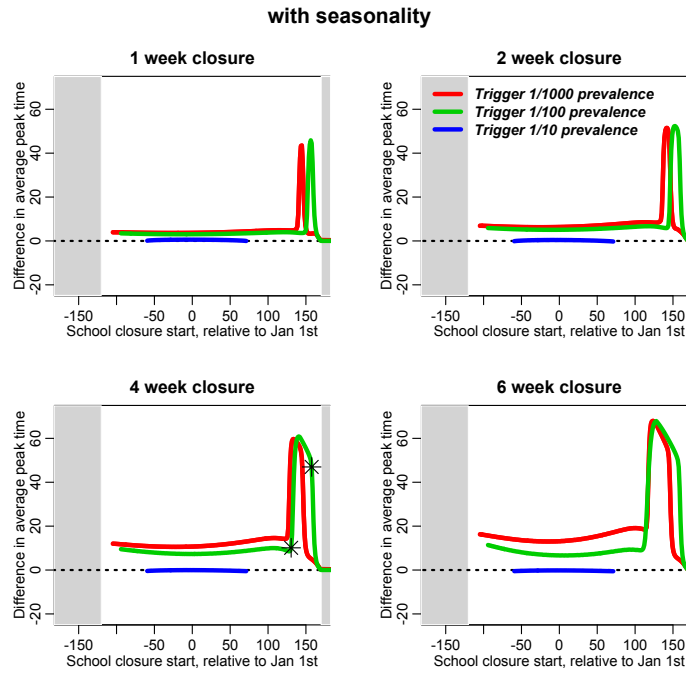 with seasonality
1 week closure
Difference in average peak time
60
40
20
0
-20
-150
-50
0
50
100
150
School closure start, relative to Jan 1st
2 week closure
Trigger 1/1000 prevalence
Trigger 1/100 prevalence
Trigger 1/10 prevalence
Difference in average peak time
60
40
20
0
-20
-150
-50
0
50
100
150
School closure start, relative to Jan 1st
4 week closure
Difference in average peak time
60
40
20
0
-20
-150
-50
0
50
100
150
School closure start, relative to Jan 1st
6 week closure
Difference in average peak time
60
40
20
0
-20
-150
-50
0
50
100
150
School closure start, relative to Jan 1st